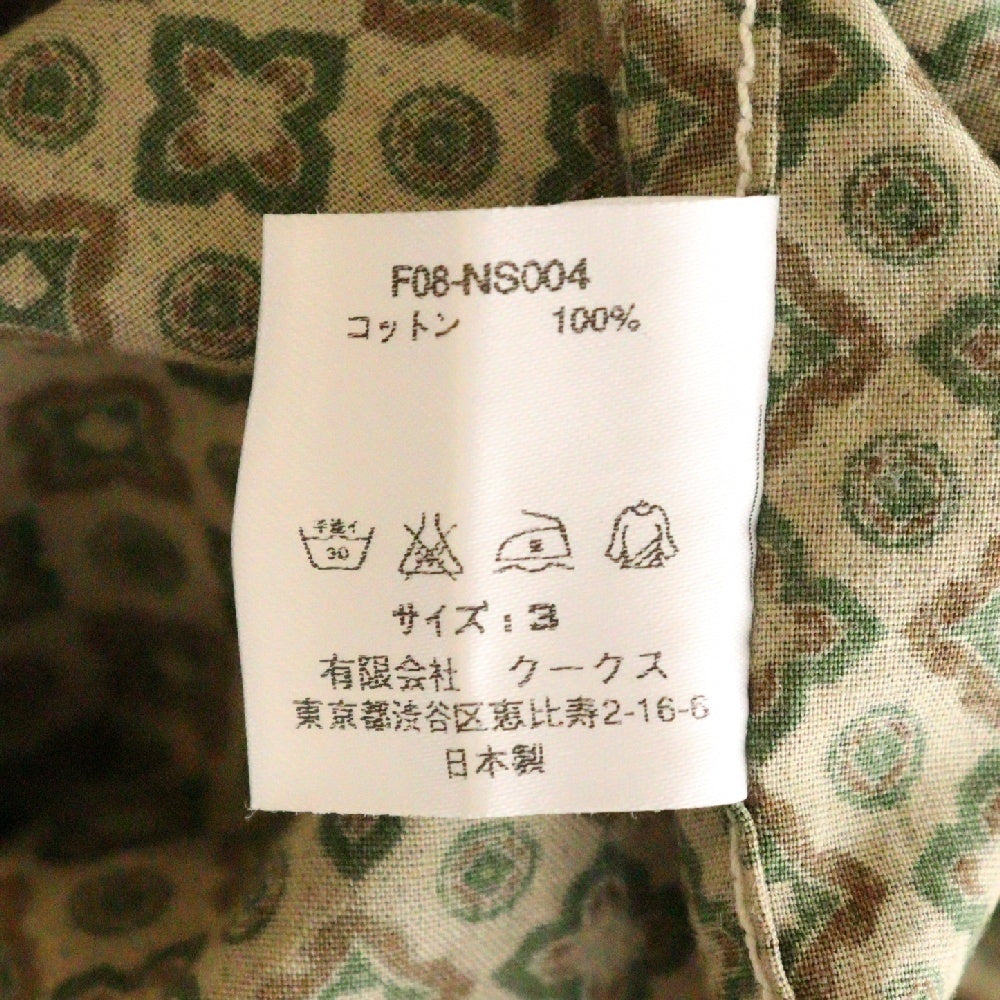 F08-NS004
コットン 100%
手洗イ
30
サイズ：3
有限会社 クークス
東京都渋谷区恵比寿2-16-6
日本製